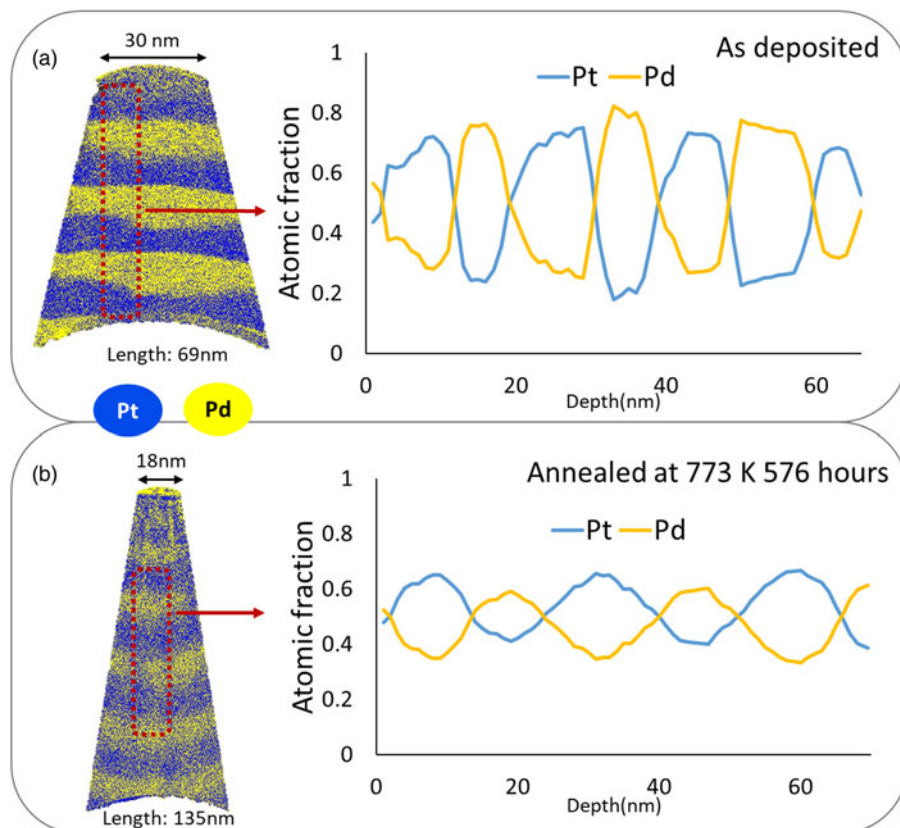 (a)
30 nm
Length: 69nm
As deposited
Pt Pd
Atomic fraction
1
0.8
0.6
0.4
0.2
0
0 20 40 60
Depth(nm)
Pt Pd
(b)
18nm
Length: 135nm
Annealed at 773 K 576 hours
Pt Pd
Atomic fraction
1
0.8
0.6
0.4
0.2
0
0 20 40 60
Depth(nm)